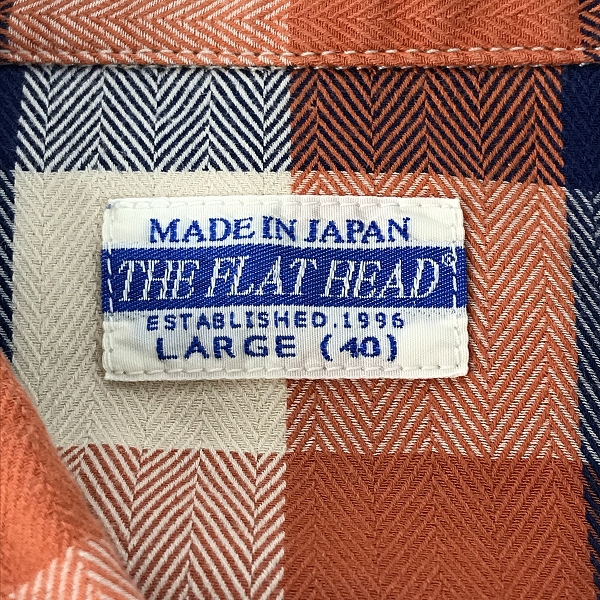 MADE IN JAPAN
THE FLAT HEAD®
ESTABLISHED.1996
LARGE (40)